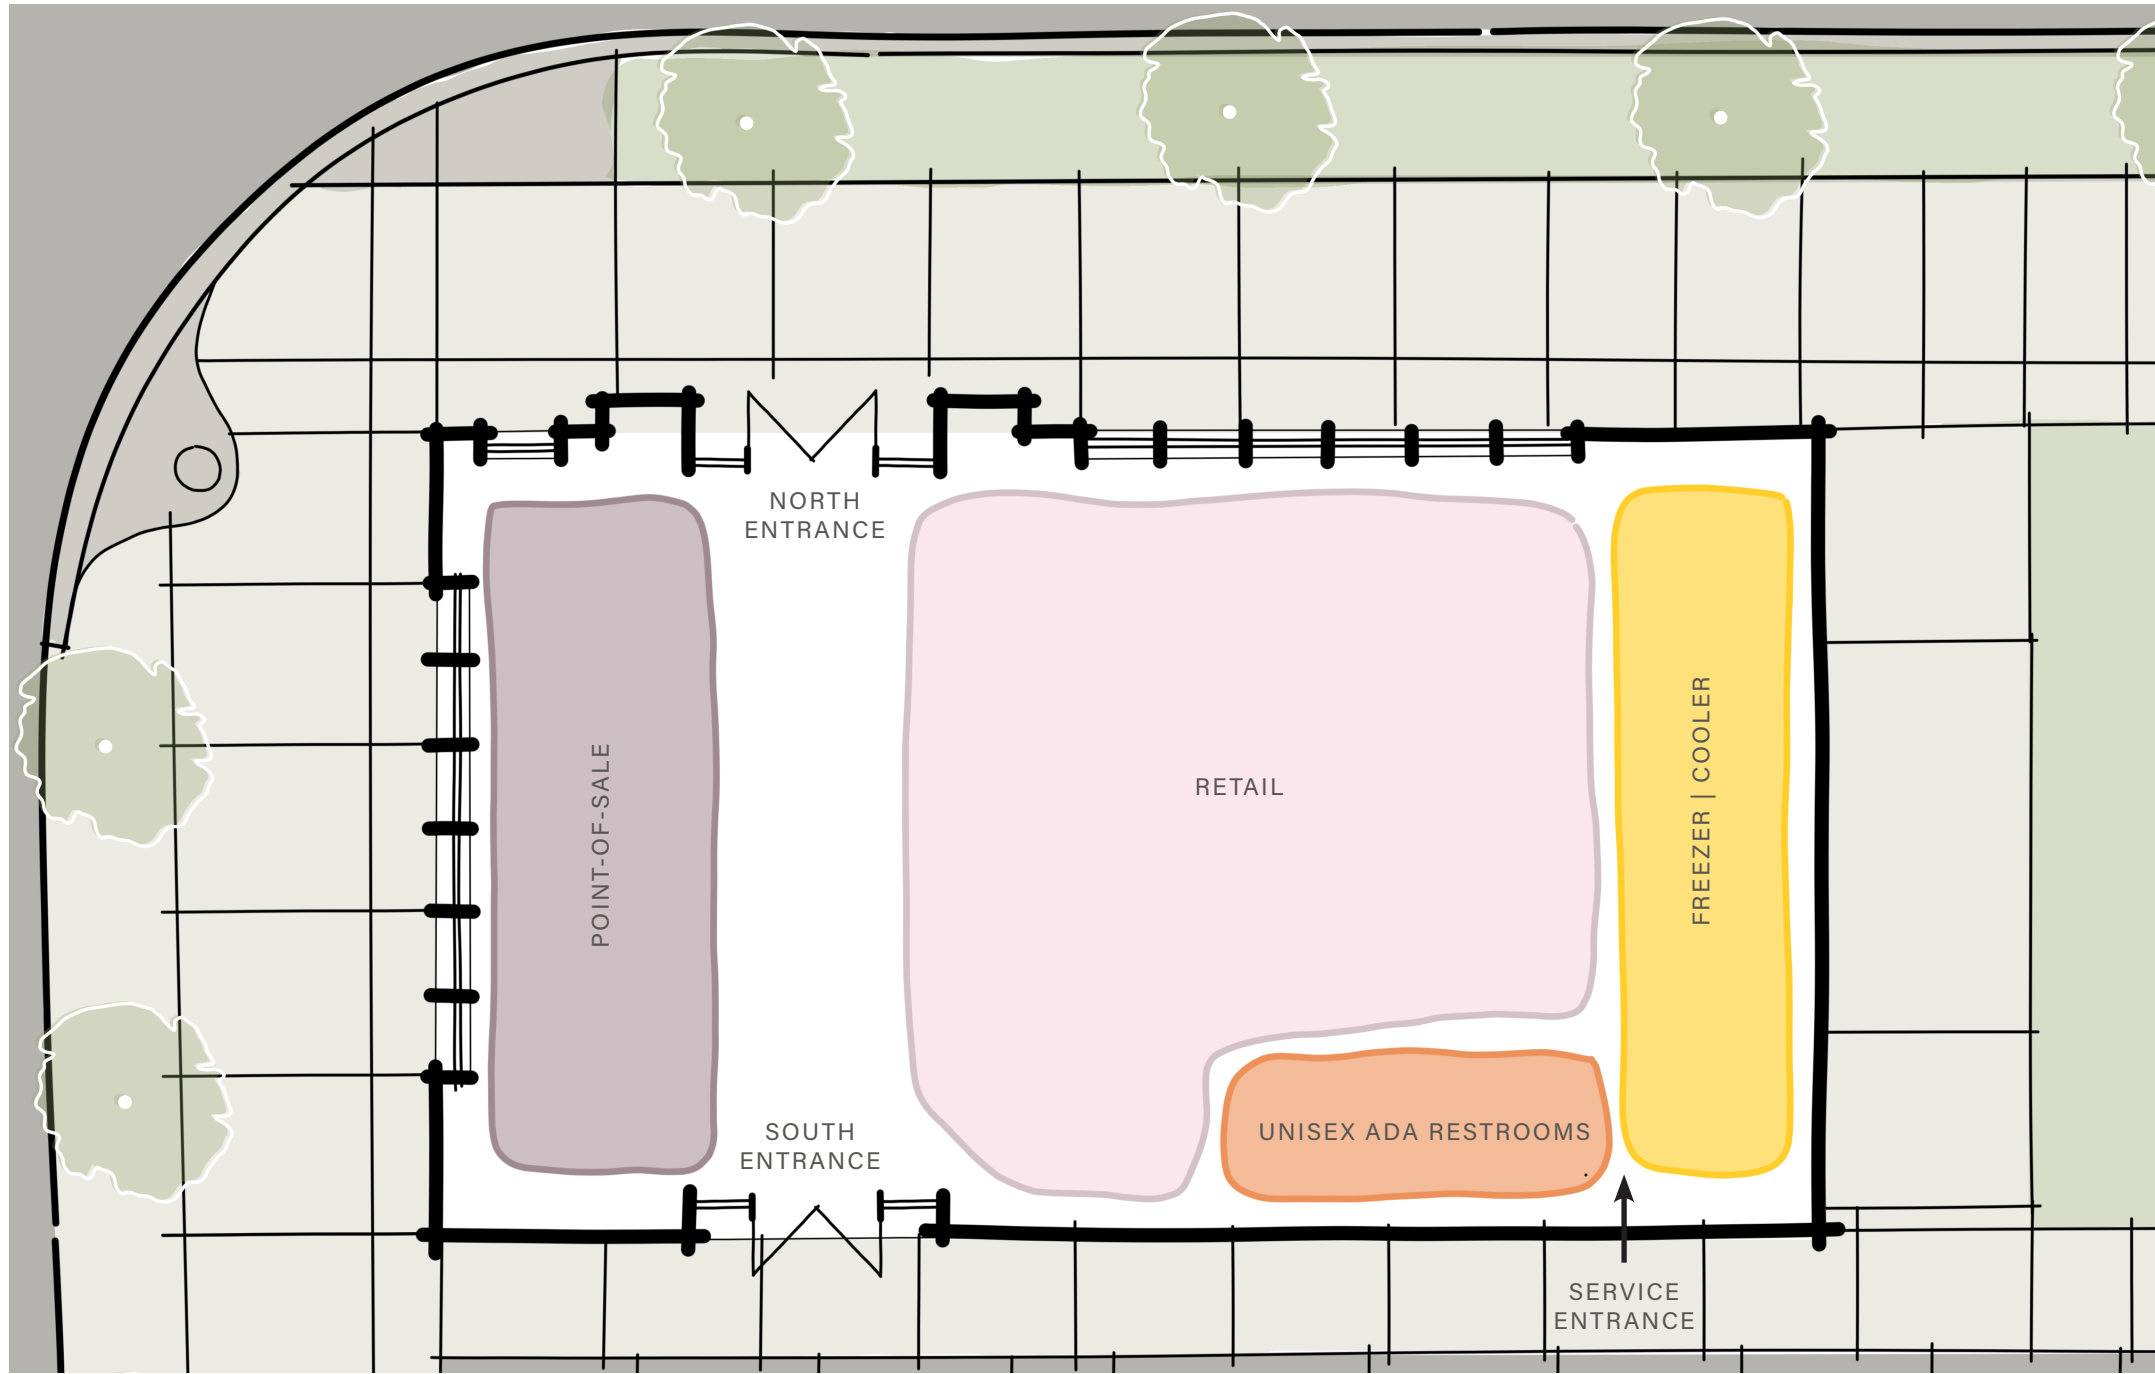 NORTH
ENTRANCE
POINT-OF-SALE
RETAIL
FREEZER | COOLER
SOUTH
ENTRANCE
UNISEX ADA RESTROOMS
SERVICE
ENTRANCE